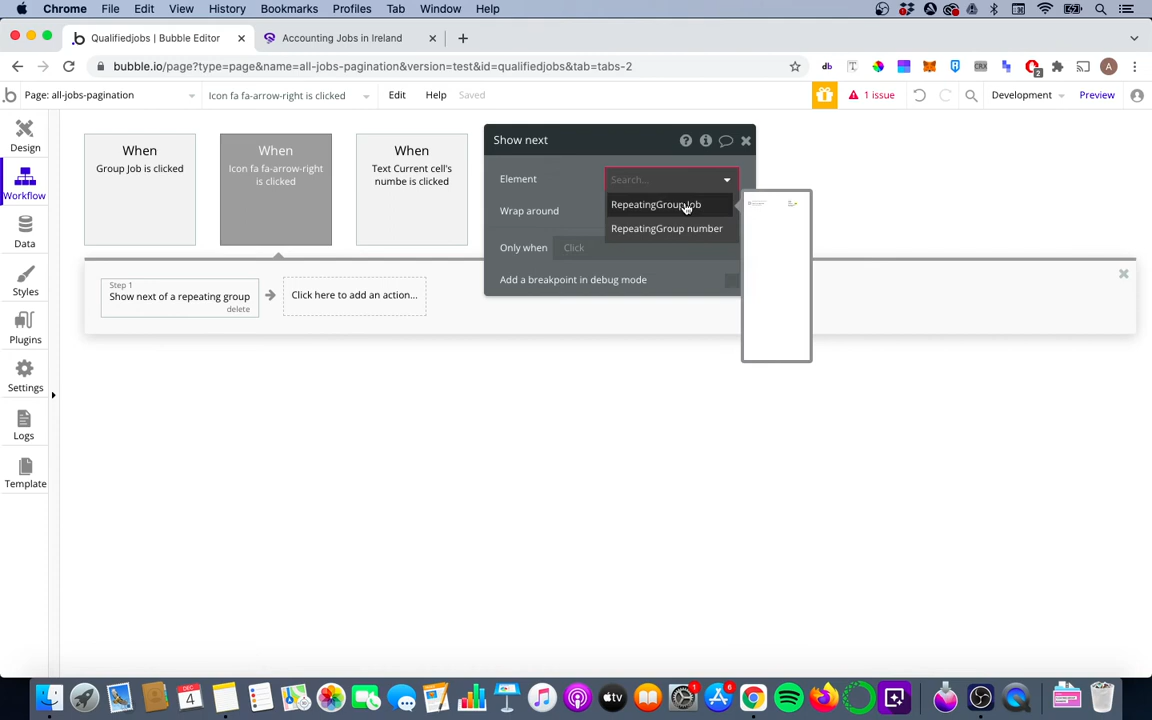 Chrome File Edit View History Bookmarks Profiles Tab Window Help
Qualifiedjobs | Bubble Editor
Accounting Jobs in Ireland
bubble.io/page?type=page&name=all-jobs-pagination&version=test&id=qualifiedjobs&tab=tabs-2
Page: all-jobs-pagination
Icon fa fa-arrow-right is clicked
Edit
Help
Saved
1 issue
Development
Preview
Design
Workflow
Data
Styles
Plugins
Settings
Logs
Template
When
Group Job is clicked
When
Icon fa fa-arrow-right
is clicked
When
Text Current cell's
numbe is clicked
Show next
Element
Search...
RepeatingGroup Job
RepeatingGroup number
Wrap around
Only when
Click
Add a breakpoint in debug mode
Step 1
Show next of a repeating group
delete
Click here to add an action...
DEC
4
tv
1
6